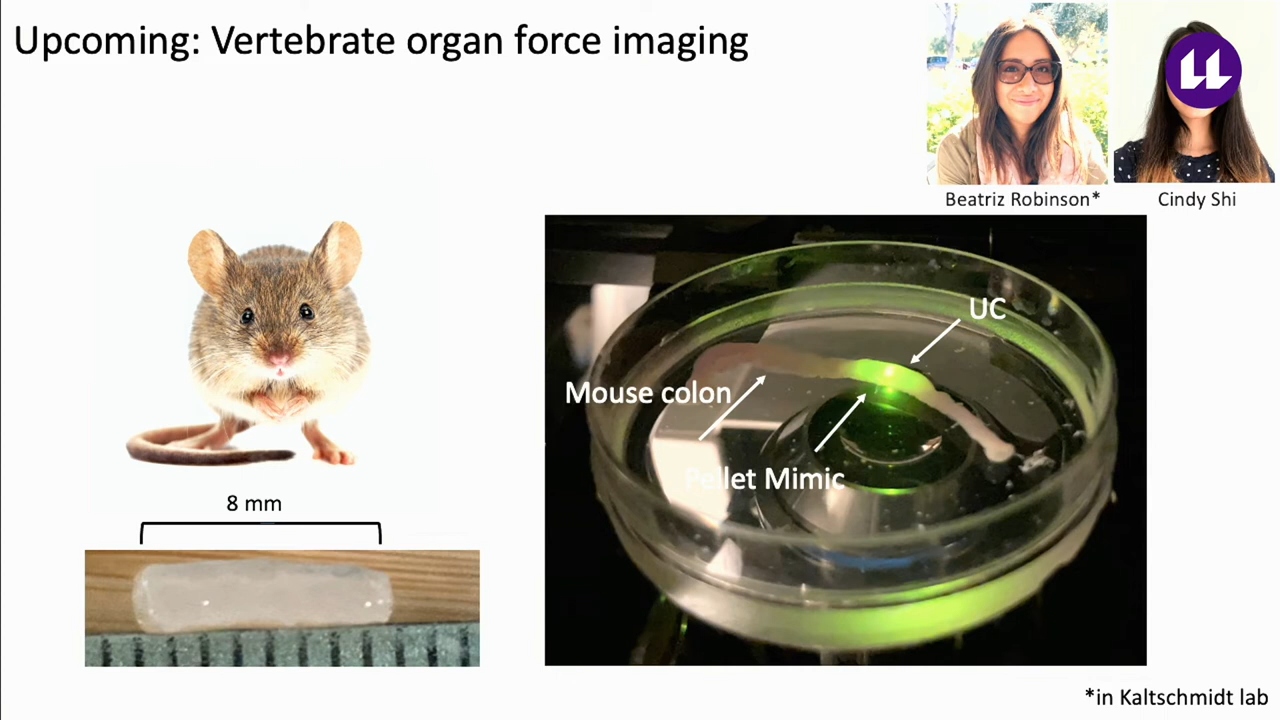 Upcoming: Vertebrate organ force imaging
Beatriz Robinson*
Cindy Shi
UC
Mouse colon
Pellet Mimic
8 mm
*in Kaltschmidt lab